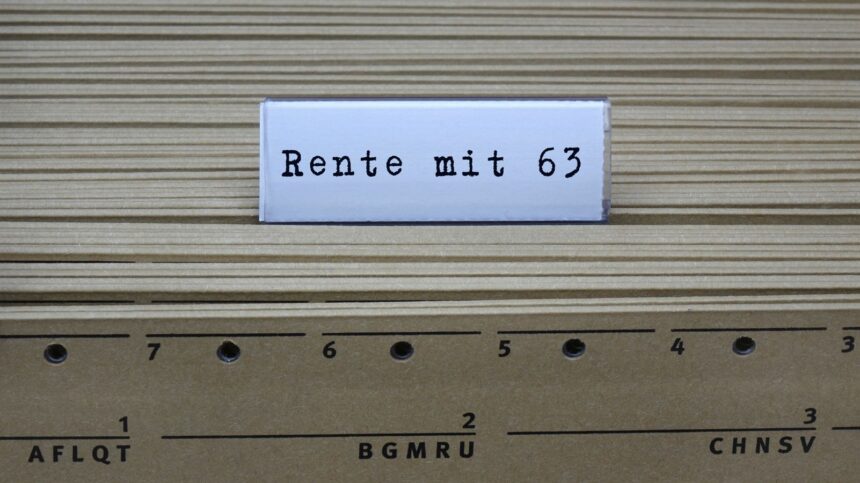 Rente mit 63
7 6 5 4 3
1 2 3
AFLQT BGMRU CHNSV